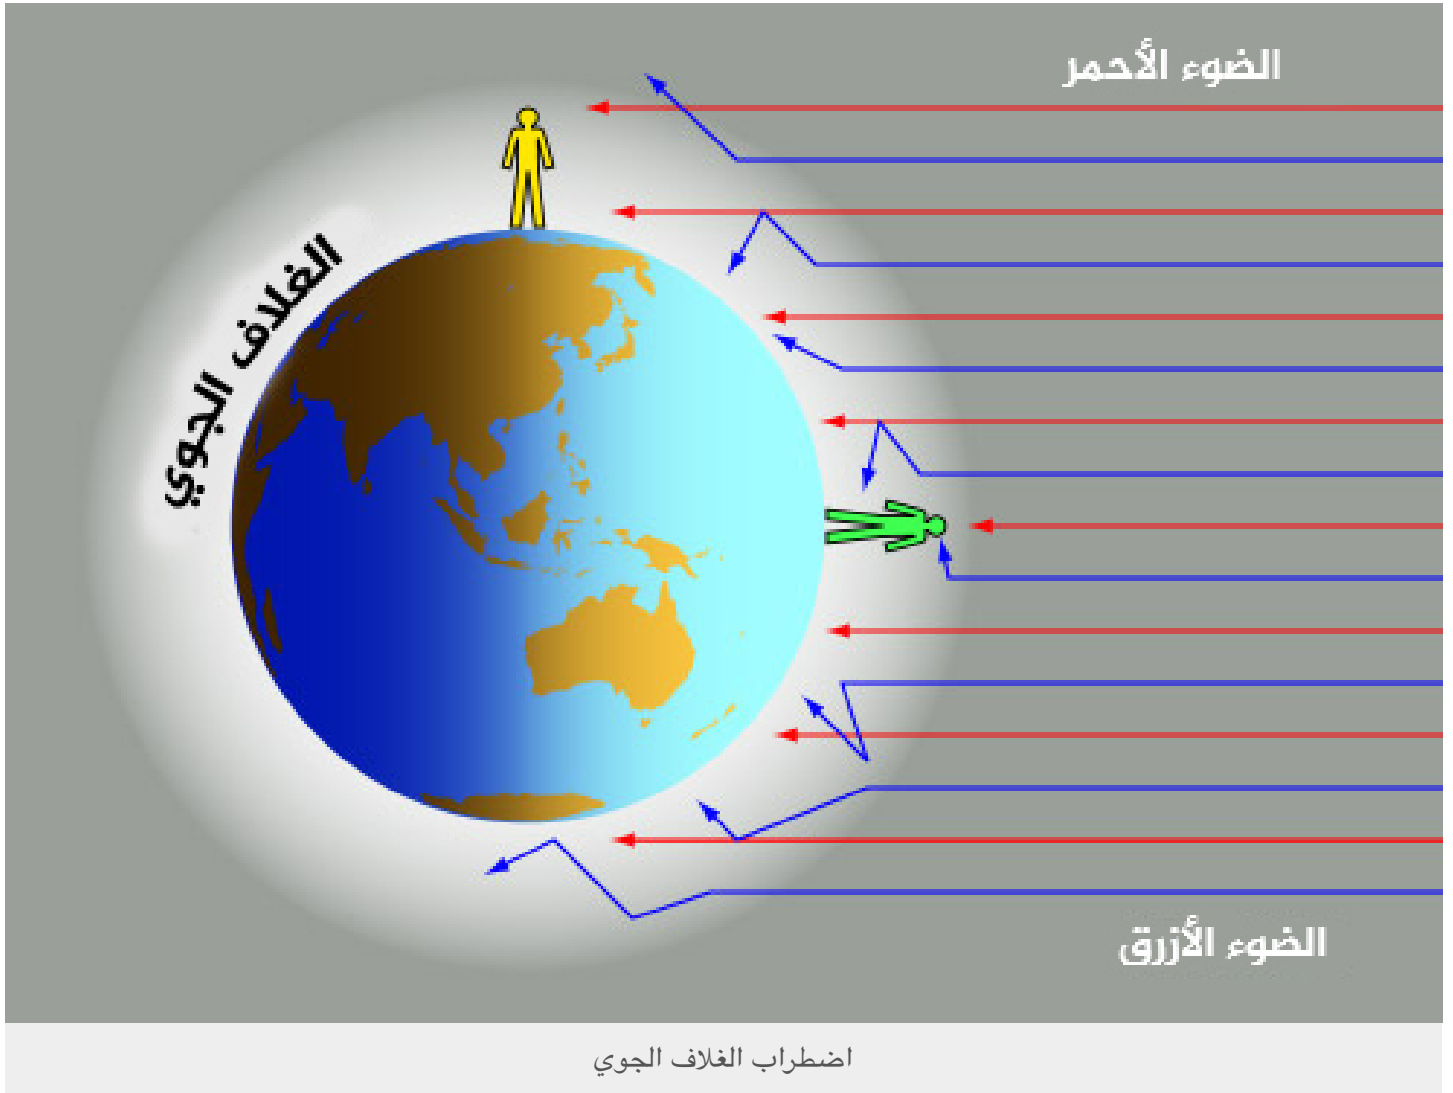 الضوء الأحمر
الغلاف الجوي
الضوء الأزرق
اضطراب الغلاف الجوي